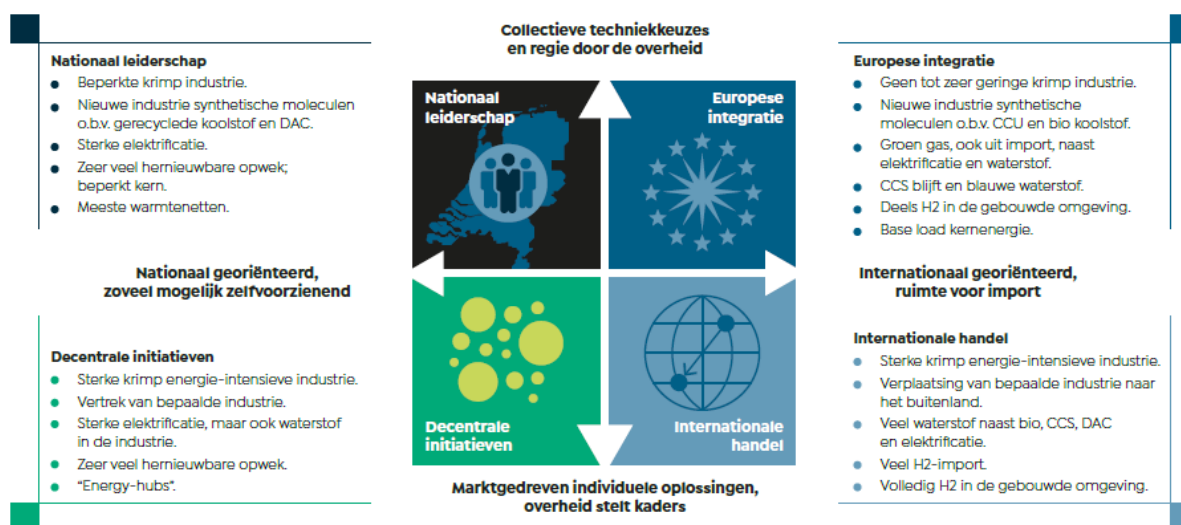 Collectieve techniekkeuzes
en regie door de overheid
Nationaal leiderschap
Beperkte krimp industrie.
Nieuwe industrie synthetische moleculen
o.b.v. gerecyclede koolstof en DAC.
Sterke elektrificatie.
Zeer veel hernieuwbare opwek;
beperkt kern.
Meeste warmtenetten.
Nationaal
leiderschap
Europese
integratie
Europese integratie
Geen tot zeer geringe krimp industrie.
Nieuwe industrie synthetische
moleculen o.b.v. CCU en bio koolstof.
Groen gas, ook uit import, naast
elektrificatie en waterstof.
CCS blijft en blauwe waterstof.
Deels H2 in de gebouwde omgeving.
Base load kernenergie.
Nationaal georiënteerd,
zoveel mogelijk zelfvoorzienend
Internationaal georiënteerd,
ruimte voor import
Decentrale initiatieven
Sterke krimp energie-intensieve industrie.
Vertrek van bepaalde industrie.
Sterke elektrificatie, maar ook waterstof
in de industrie.
Zeer veel hernieuwbare opwek.
"Energy-hubs".
Decentrale
initiatieven
Internationale
handel
Internationale handel
Sterke krimp energie-intensieve industrie.
Verplaatsing van bepaalde industrie naar
het buitenland.
Veel waterstof naast bio, CCS, DAC
en elektrificatie.
Veel H2-import.
Volledig H2 in de gebouwde omgeving.
Marktgedreven individuele oplossingen,
overheid stelt kaders